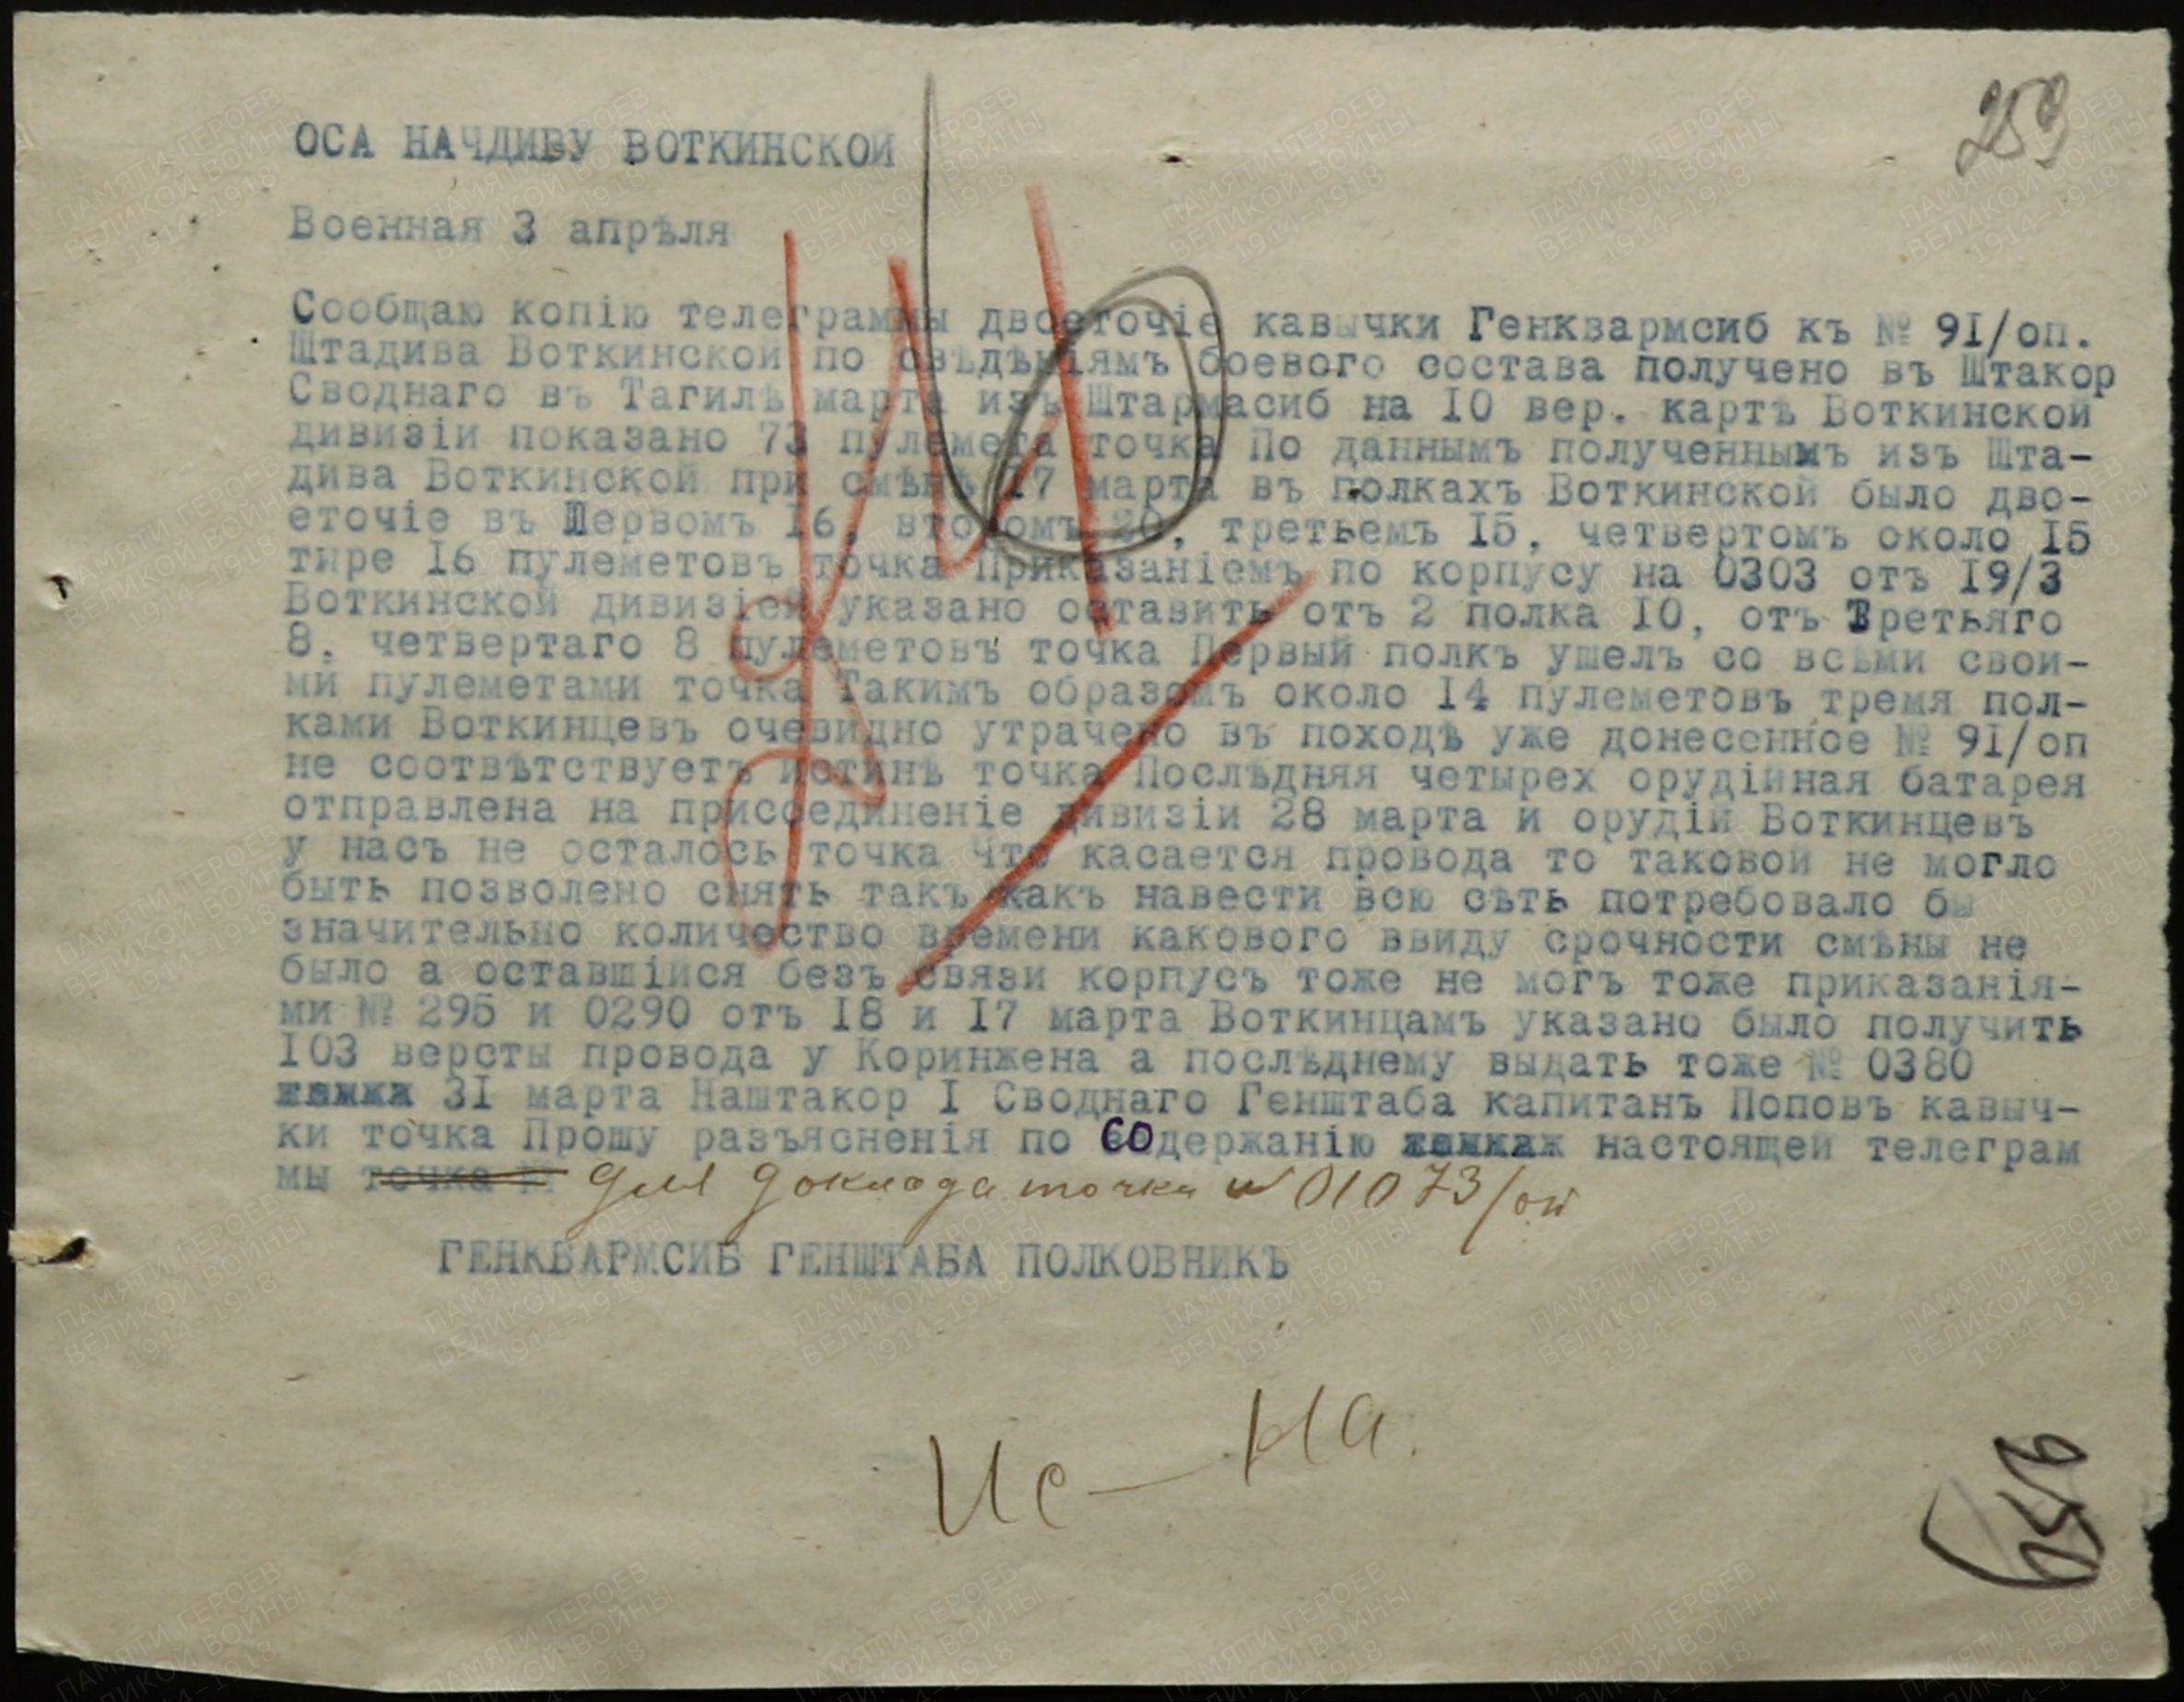 259
ОСА НАЧДИВУ ВОТКИНСКОЙ
Военная 3 апрѣля
Сообщаю копію телеграммы двоеточіе кавычки Генквармсиб къ № 91/оп.
Штадива Воткинской по свѣдѣніямъ боевого состава получено въ Штакор
Своднаго въ Тагилѣ марта изъ Штармасиб на 10 вер. картѣ Воткинской
дивизіи показано 73 пулемета точка По даннымъ полученнымъ изъ Шта-
дива Воткинской при смѣнѣ 17 марта въ полкахъ Воткинской было дво-
еточіе въ Первомъ 16, второмъ 20, третьемъ 15, четвертомъ около 15
тире 16 пулеметовъ точка Приказаніемъ по корпусу на 0303 отъ 19/3
Воткинской дивизіей указано оставить отъ 2 полка 10, отъ Третьяго
8, четвертаго 8 пулеметовъ точка Первый полкъ ушелъ со всѣми свои-
ми пулеметами точка Такимъ образомъ около 14 пулеметовъ тремя пол-
ками Воткинцевъ очевидно утрачено въ походѣ уже донесенное № 91/оп
не соотвѣтствуетъ истинѣ точка Послѣдняя четырех орудійная батарея
отправлена на присоединеніе дивизіи 28 марта и орудій Воткинцевъ
у насъ не осталось точка Что касается провода то таковой не могло
быть позволено снять такъ какъ навести всю сѣть потребовало бы
значительно количество времени какового ввиду срочности смѣны не
было а оставшійся безъ связи корпусъ тоже не могъ тоже приказанія-
ми № 295 и 0290 отъ 18 и 17 марта Воткинцамъ указано было получить
103 версты провода у Коринжена а послѣднему выдать тоже № 0380
31 марта Наштакор I Своднаго Генштаба капитанъ Поповъ кавыч-
ки точка Прошу разъясненія по содержанію настоящей телеграм
мы точка № для доклада точка № 01073/оп
ГЕНКВАРМСИБ ГЕНШТАБА ПОЛКОВНИКЪ